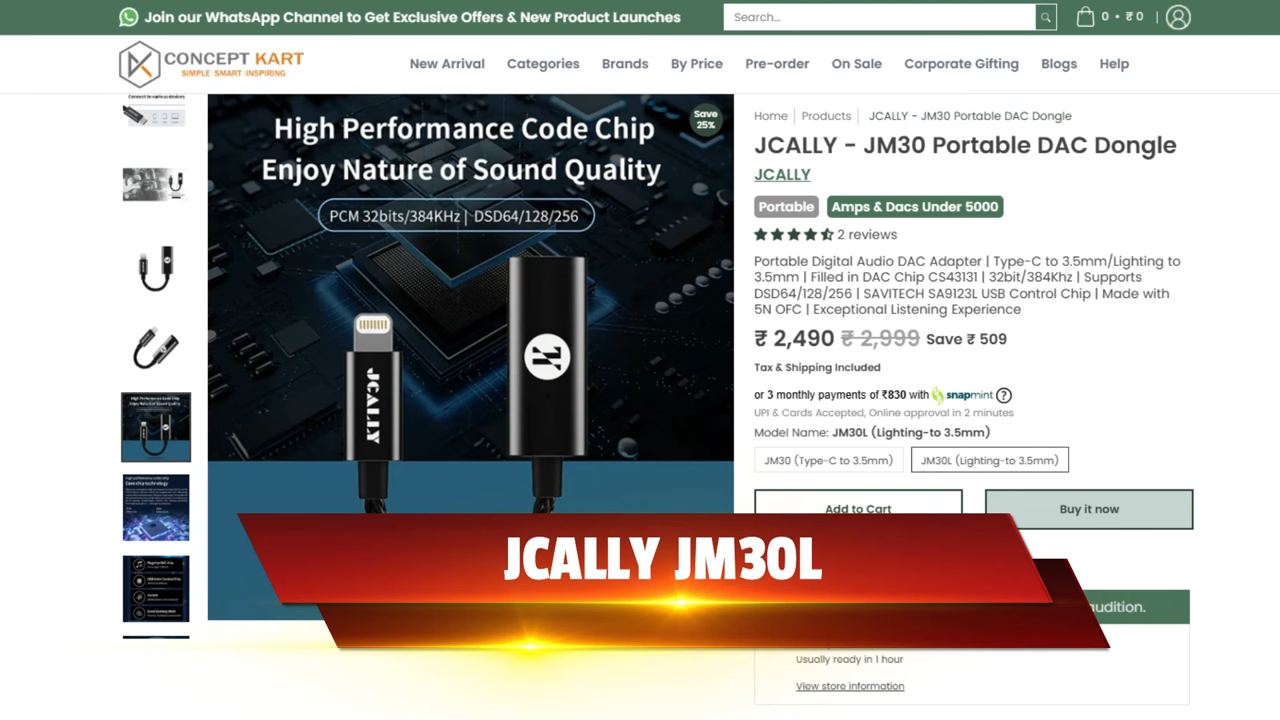 Join our WhatsApp Channel to Get Exclusive Offers & New Product Launches
Search...
0 • ₹ 0 |
CONCEPT KART
SIMPLE SMART INSPIRING
New Arrival Categories Brands By Price Pre-order On Sale Corporate Gifting Blogs Help
High Performance Code Chip
Enjoy Nature of Sound Quality
PCM 32bits/384KHz | DSD64/128/256
Save
25%
JCALLY
Home Products JCALLY - JM30 Portable DAC Dongle
JCALLY - JM30 Portable DAC Dongle
JCALLY
Portable Amps & Dacs Under 5000
2 reviews
Portable Digital Audio DAC Adapter | Type-C to 3.5mm/Lighting to
3.5mm | Filled in DAC Chip CS43131 | 32bit/384Khz | Supports
DSD64/128/256 | SAVITECH SA9123L USB Control Chip | Made with
5N OFC | Exceptional Listening Experience
₹ 2,490 ₹ 2,999 Save ₹ 509
Tax & Shipping Included
or 3 monthly payments of ₹830 with snapmint ?
UPI & Cards Accepted, Online approval in 2 minutes
Model Name: JM30L (Lighting-to 3.5mm)
JM30 (Type-C to 3.5mm) JM30L (Lighting-to 3.5mm)
Add to Cart Buy it now
JCALLY JM30L
audition.
Usually ready in 1 hour
View store information